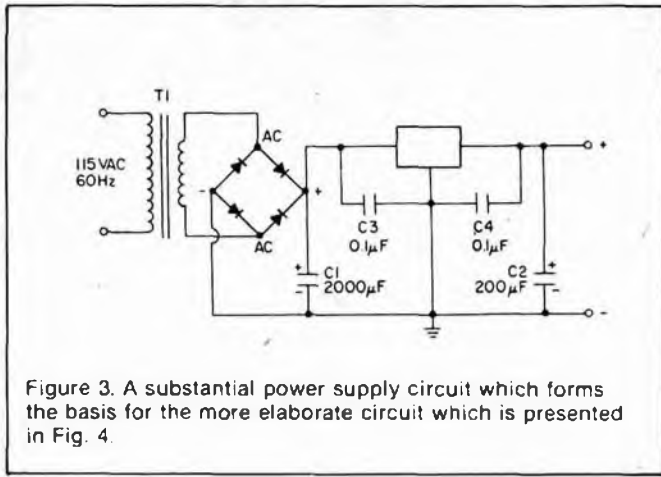 T1
115VAC
60Hz
AC
-
+
AC
C3
0.1µF
C4
0.1µF
+
-
C1
2000µF
+
-
C2
200µF
+
-
Figure 3. A substantial power supply circuit which forms
the basis for the more elaborate circuit which is presented
in Fig. 4.